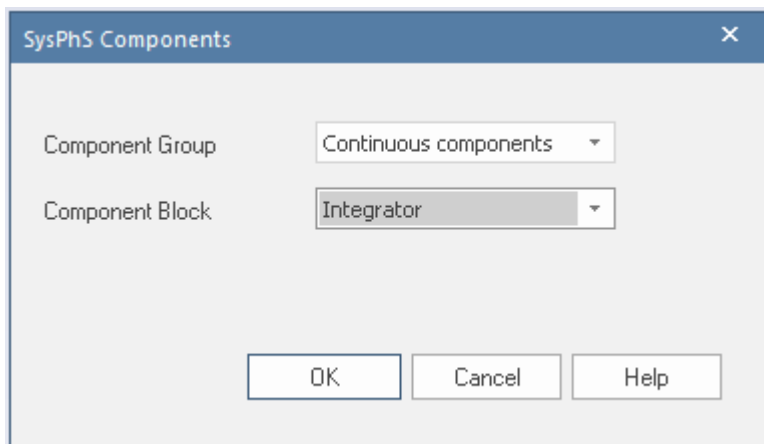 SysPhS Components
Component Group
Continuous components
Component Block
Integrator
OK
Cancel
Help